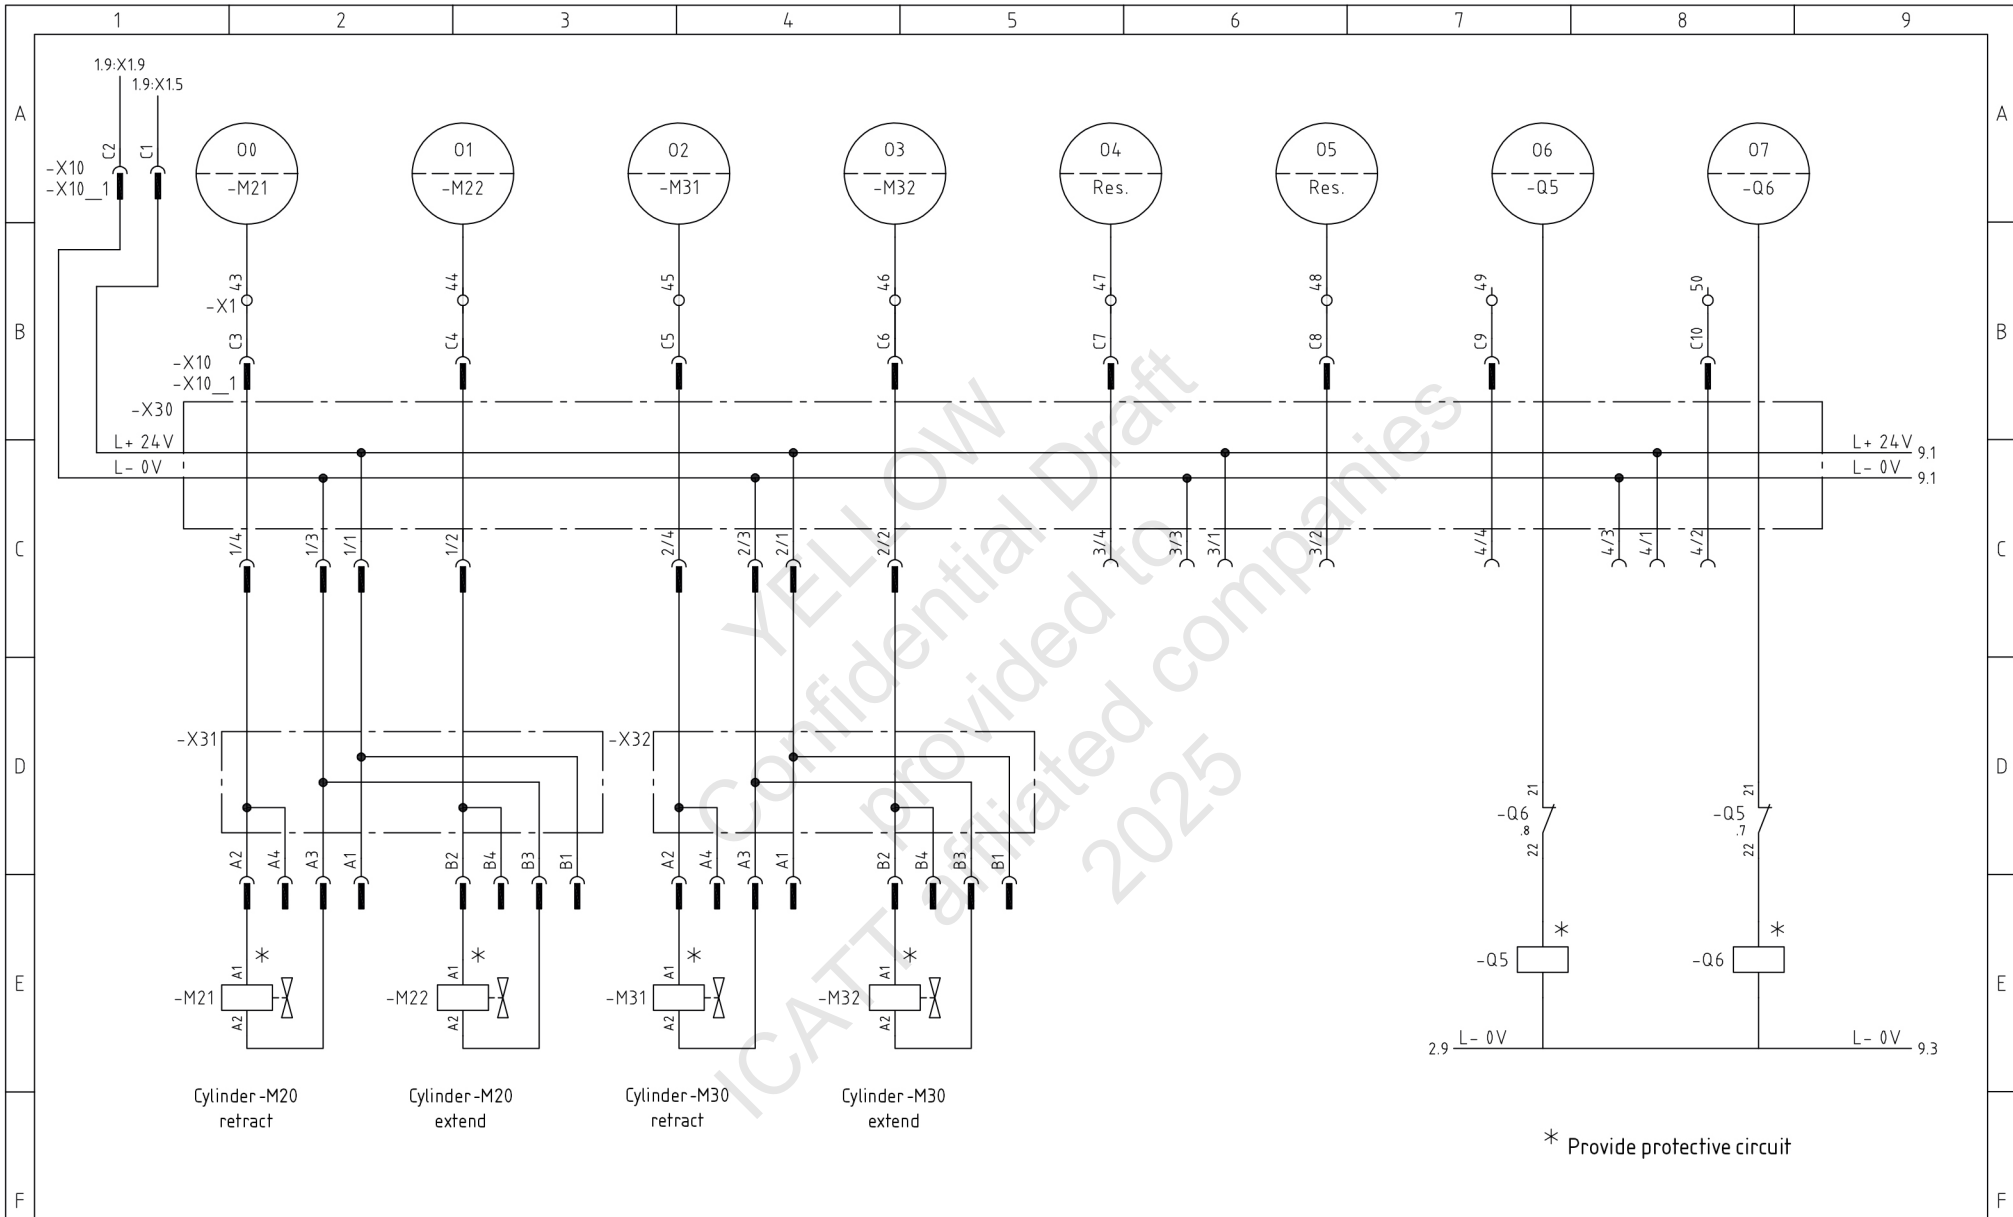 1 2 3 4 5 6 7 8 9
1.9:X1.9
1.9:X1.5
A A
C2 C1
-X10
-X10__1
O0 O1 O2 O3 O4 O5 O6 O7
-M21 -M22 -M31 -M32 Res. Res. -Q5 -Q6
43 44 45 46 47 48 49 50
-X1
B B
C3 C4 C5 C6 C7 C8 C9 C10
-X10
-X10__1
-X30
L+ 24V L+ 24V 9.1
L- 0V L- 0V 9.1
C C
1/4 1/3 1/1 1/2 2/4 2/3 2/1 2/2 3/4 3/3 3/1 3/2 4/4 4/3 4/1 4/2
-X31 -X32
D D
21 21
-Q6 -Q5
.8 .7
22 22
A2 A4 A3 A1 B2 B4 B3 B1 A2 A4 A3 A1 B2 B4 B3 B1
* * * * * *
-Q5 -Q6
A1 A1 A1 A1
E E
-M21 -M22 -M31 -M32
A2 A2 A2 A2
2.9 L- 0V L- 0V 9.3
Cylinder -M20
retract
Cylinder -M20
extend
Cylinder -M30
retract
Cylinder -M30
extend
* Provide protective circuit
F F
YELLOW
Confidential Draft
provided to
ICATT affiliated companies
2025